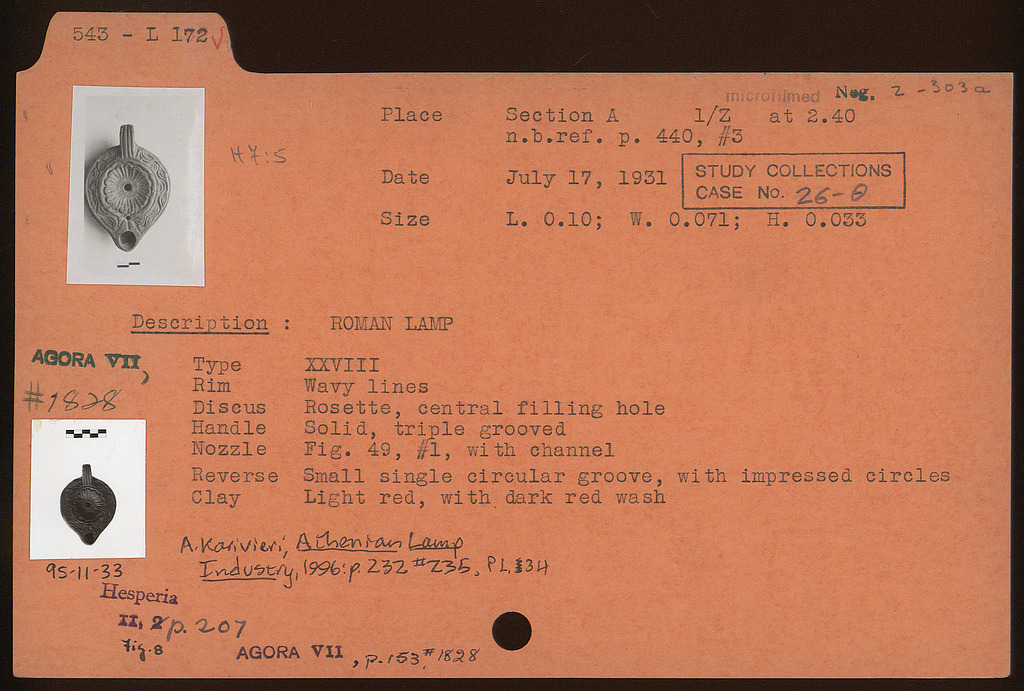 543 - L 172 √
microfilmed Neg. 2 - 303a
Place Section A 1/Z at 2.40
n.b.ref. p. 440, #3
H 7:5
Date July 17, 1931
STUDY COLLECTIONS
CASE No. 26-θ
Size L. 0.10; W. 0.071; H. 0.033
Description : ROMAN LAMP
AGORA VII,
#1828
Type XXVIII
Rim Wavy lines
Discus Rosette, central filling hole
Handle Solid, triple grooved
Nozzle Fig. 49, #1, with channel
Reverse Small single circular groove, with impressed circles
Clay Light red, with dark red wash
A. Karivieri, Athenian Lamp
Industry, 1996: p. 232 #235, PL. 34
95-11-33
Hesperia
II, 2 p. 207
Fig. 8
AGORA VII, p. 153, #1828